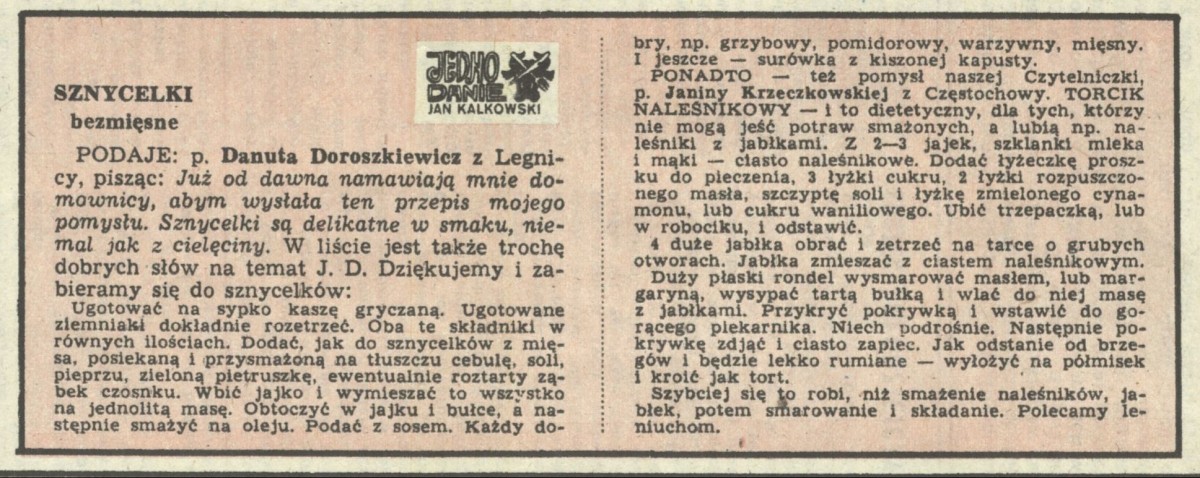 JEDNO
DANIE
JAN KALKOWSKI
SZNYCELKI
bezmięsne
PODAJE: p. Danuta Doroszkiewicz z Legni-
cy, pisząc: Już od dawna namawiają mnie do-
mownicy, abym wysłała ten przepis mojego
pomysłu. Sznycelki są delikatne w smaku, nie-
mal jak z cielęciny. W liście jest także trochę
dobrych słów na temat J. D. Dziękujemy i za-
bieramy się do sznycelków:
Ugotować na sypko kaszę gryczaną. Ugotowane
ziemniaki dokładnie rozetrzeć. Oba te składniki w
równych ilościach. Dodać, jak do sznycelków z mię-
sa, posiekaną i przysmażoną na tłuszczu cebulę, soli,
pieprzu, zieloną pietruszkę, ewentualnie roztarty zą-
bek czosnku. Wbić jajko i wymieszać to wszystko
na jednolitą masę. Obtoczyć w jajku i bułce, a na-
stępnie smażyć na oleju. Podać z sosem. Każdy do-
bry, np. grzybowy, pomidorowy, warzywny, mięsny.
I jeszcze — surówka z kiszonej kapusty.
PONADTO — też pomysł naszej Czytelniczki,
p. Janiny Krzeczkowskiej z Częstochowy. TORCIK
NALEŚNIKOWY — i to dietetyczny, dla tych, którzy
nie mogą jeść potraw smażonych, a lubią np. na-
leśniki z jabłkami. Z 2—3 jajek, szklanki mleka
i mąki — ciasto naleśnikowe. Dodać łyżeczkę prosz-
ku do pieczenia, 3 łyżki cukru, 2 łyżki rozpuszczo-
nego masła, szczyptę soli i łyżkę zmielonego cyna-
monu, lub cukru waniliowego. Ubić trzepaczką, lub
w robociku, i odstawić.
4 duże jabłka obrać i zetrzeć na tarce o grubych
otworach. Jabłka zmieszać z ciastem naleśnikowym.
Duży płaski rondel wysmarować masłem, lub mar-
garyną, wysypać tartą bułką i wlać do niej masę
z jabłkami. Przykryć pokrywką i wstawić do go-
rącego piekarnika. Niech podrośnie. Następnie po-
krywkę zdjąć i ciasto zapiec. Jak odstanie od brze-
gów i będzie lekko rumiane — wyłożyć na półmisek
i kroić jak tort.
Szybciej się to robi, niż smażenie naleśników, ja-
błek, potem smarowanie i składanie. Polecamy le-
niuchom.